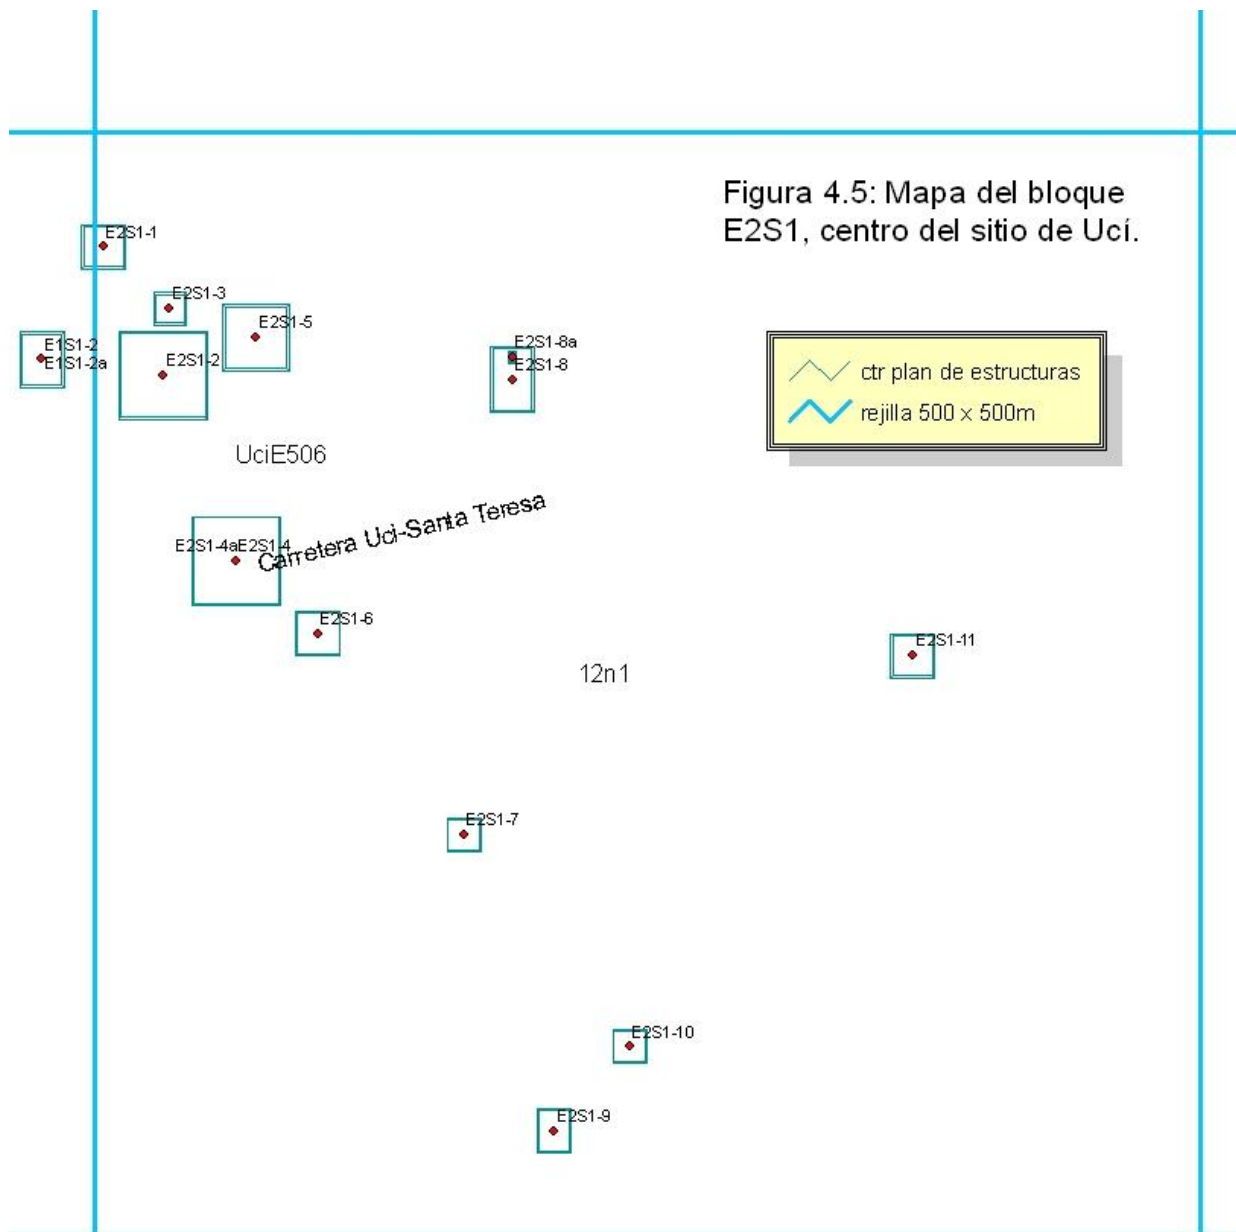 Figura 4.5: Mapa del bloque
E2S1, centro del sitio de Ucí.
E2S1-1
E2S1-3
E2S1-5
E1S1-2
E1S1-2a
E2S1-2
E2S1-8a
E2S1-8
ctr plan de estructuras
rejilla 500 x 500m
UciE506
Carretera Uci-Santa Teresa
E2S1-4aE2S1-4
E2S1-6
E2S1-11
12n1
E2S1-7
E2S1-10
E2S1-9